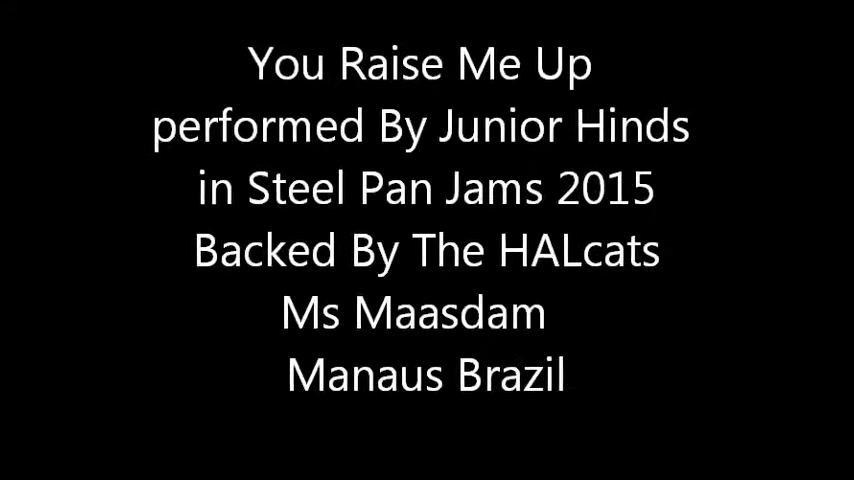 You Raise Me Up
performed By Junior Hinds
in Steel Pan Jams 2015
Backed By The HALcats
Ms Maasdam
Manaus Brazil